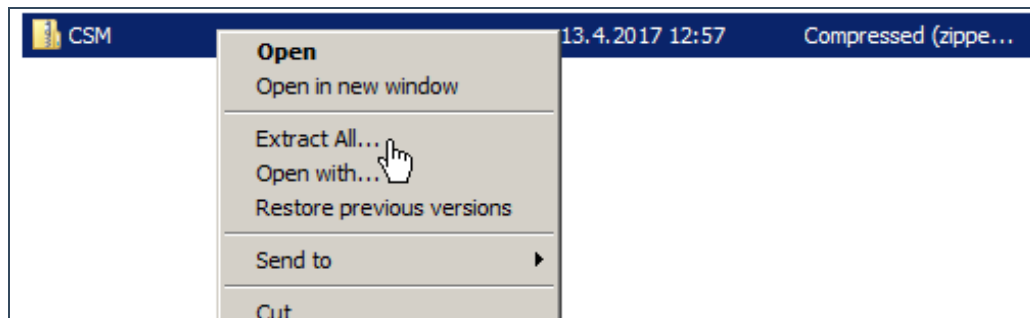 CSM 13.4.2017 12:57 Compressed (zippe...
Open
Open in new window
Extract All...
Open with...
Restore previous versions
Send to
Cut